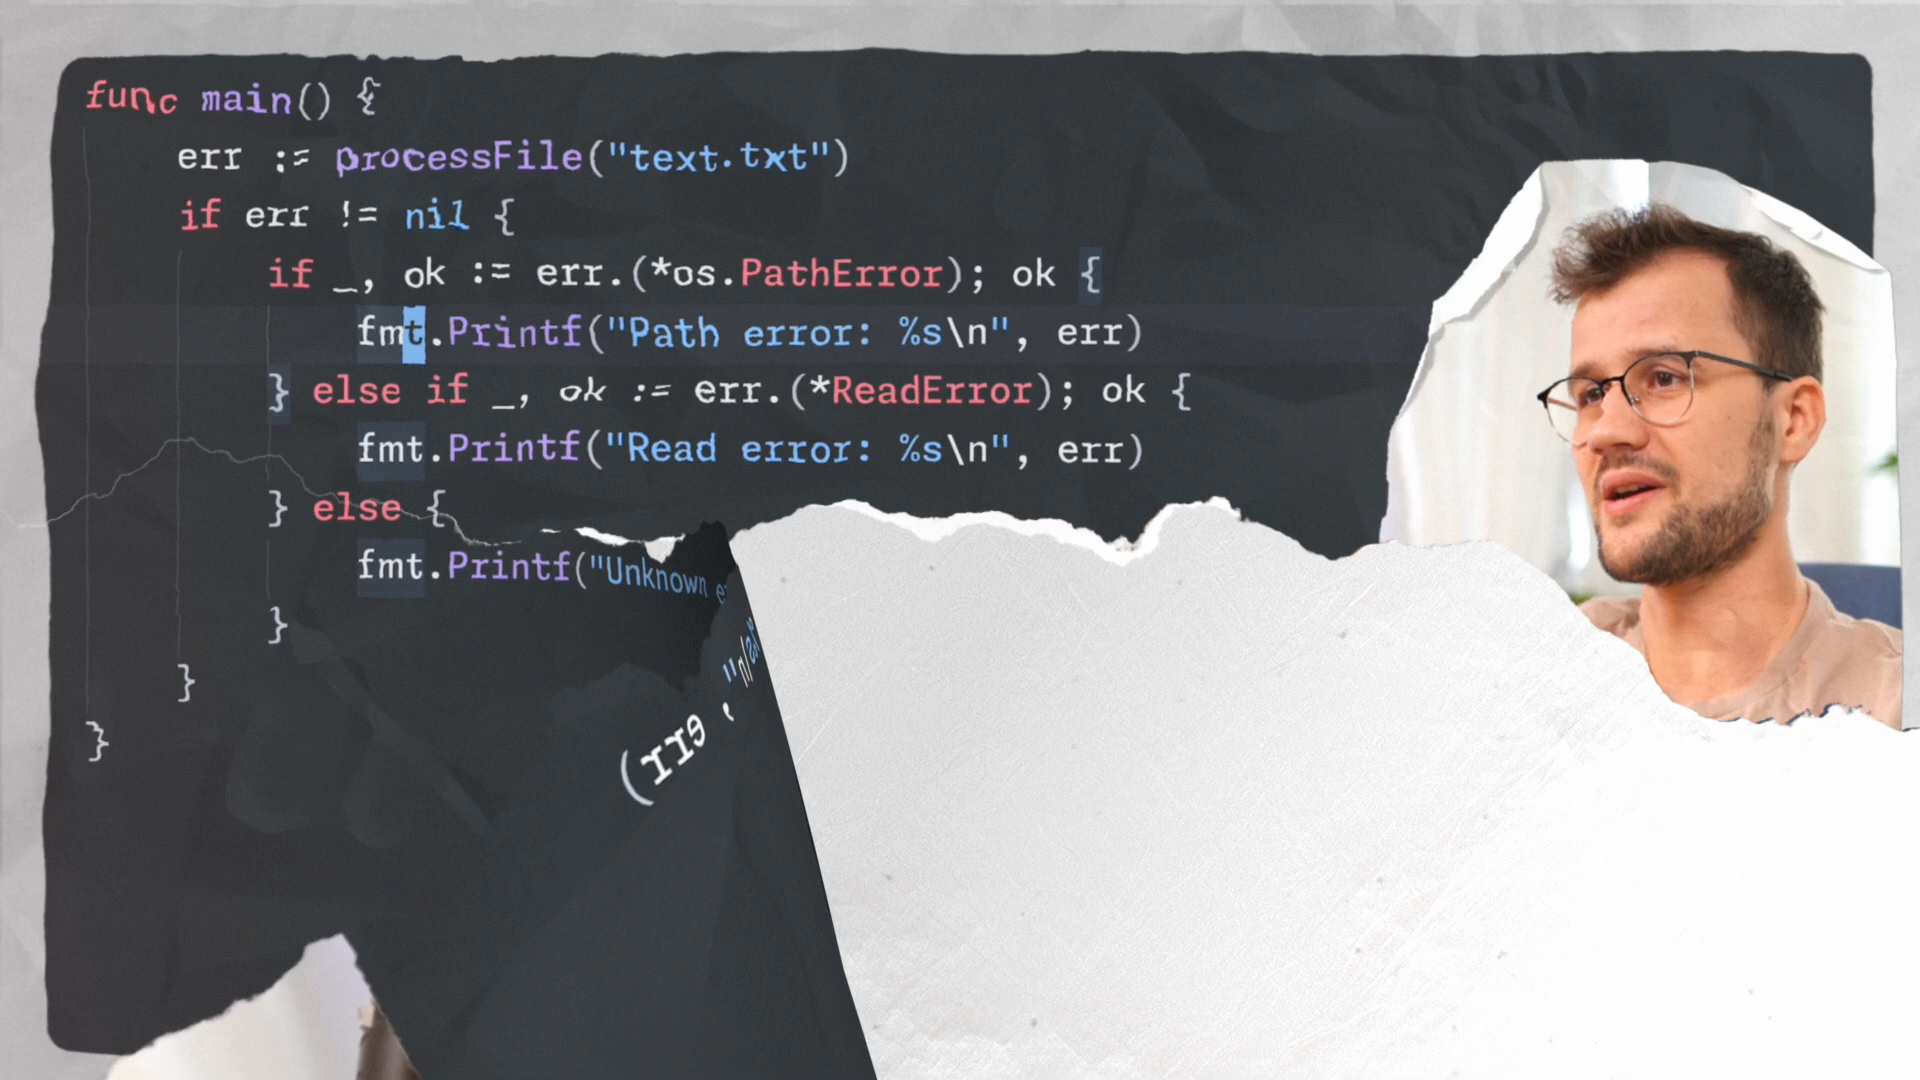 func main() {
err := processFile("text.txt")
if err != nil {
if _, ok := err.(*os.PathError); ok {
fmt.Printf("Path error: %s\n", err)
} else if _, ok := err.(*ReadError); ok {
fmt.Printf("Read error: %s\n", err)
} else {
fmt.Printf("Unknown
, err)
}
}
}